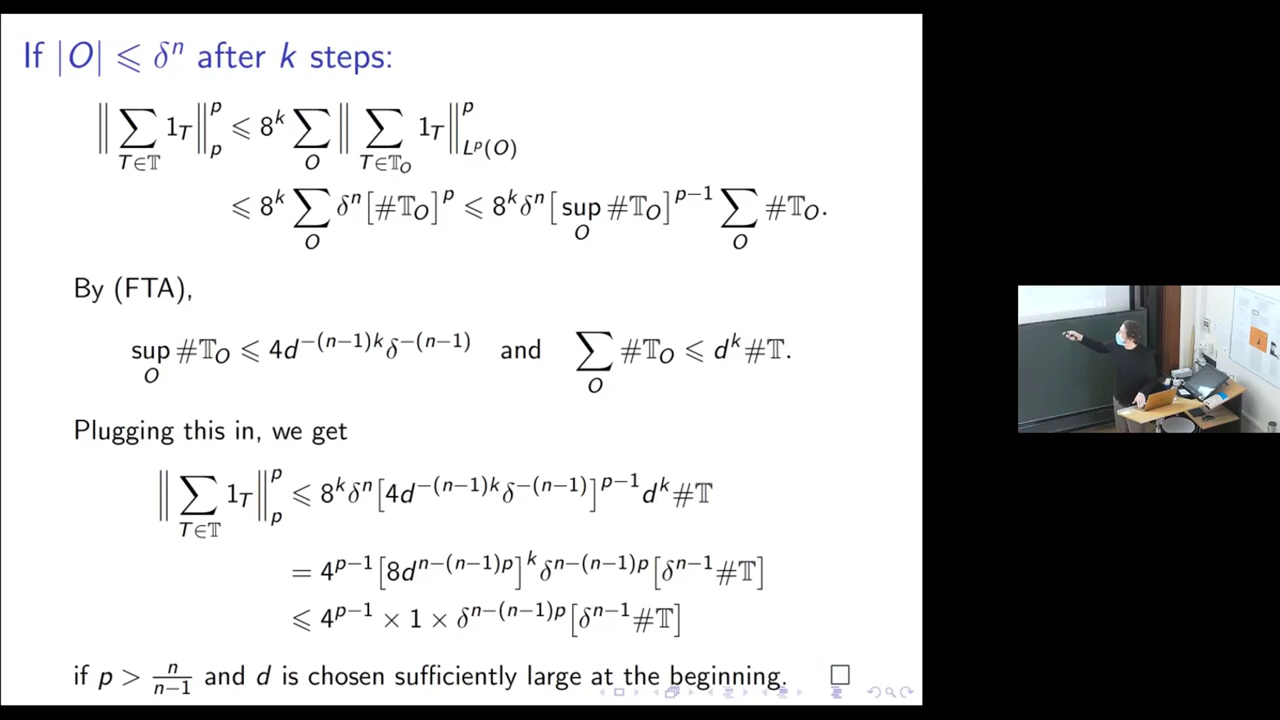 If |O| ⩽ δⁿ after k steps:
‖ ∑_{T∈𝕋} 1_T ‖_p^p ⩽ 8^k ∑_O ‖ ∑_{T∈𝕋_O} 1_T ‖_{L^p(O)}^p
⩽ 8^k ∑_O δ^n [#𝕋_O]^p ⩽ 8^k δ^n [ sup_O #𝕋_O ]^{p−1} ∑_O #𝕋_O.
By (FTA),
sup_O #𝕋_O ⩽ 4d^{−(n−1)k} δ^{−(n−1)} and ∑_O #𝕋_O ⩽ d^k #𝕋.
Plugging this in, we get
‖ ∑_{T∈𝕋} 1_T ‖_p^p ⩽ 8^k δ^n [4d^{−(n−1)k} δ^{−(n−1)}]^{p−1} d^k #𝕋
= 4^{p−1} [8d^{n−(n−1)p}]^k δ^{n−(n−1)p} [δ^{n−1} #𝕋]
⩽ 4^{p−1} × 1 × δ^{n−(n−1)p} [δ^{n−1} #𝕋]
if p > n/(n−1) and d is chosen sufficiently large at the beginning. □